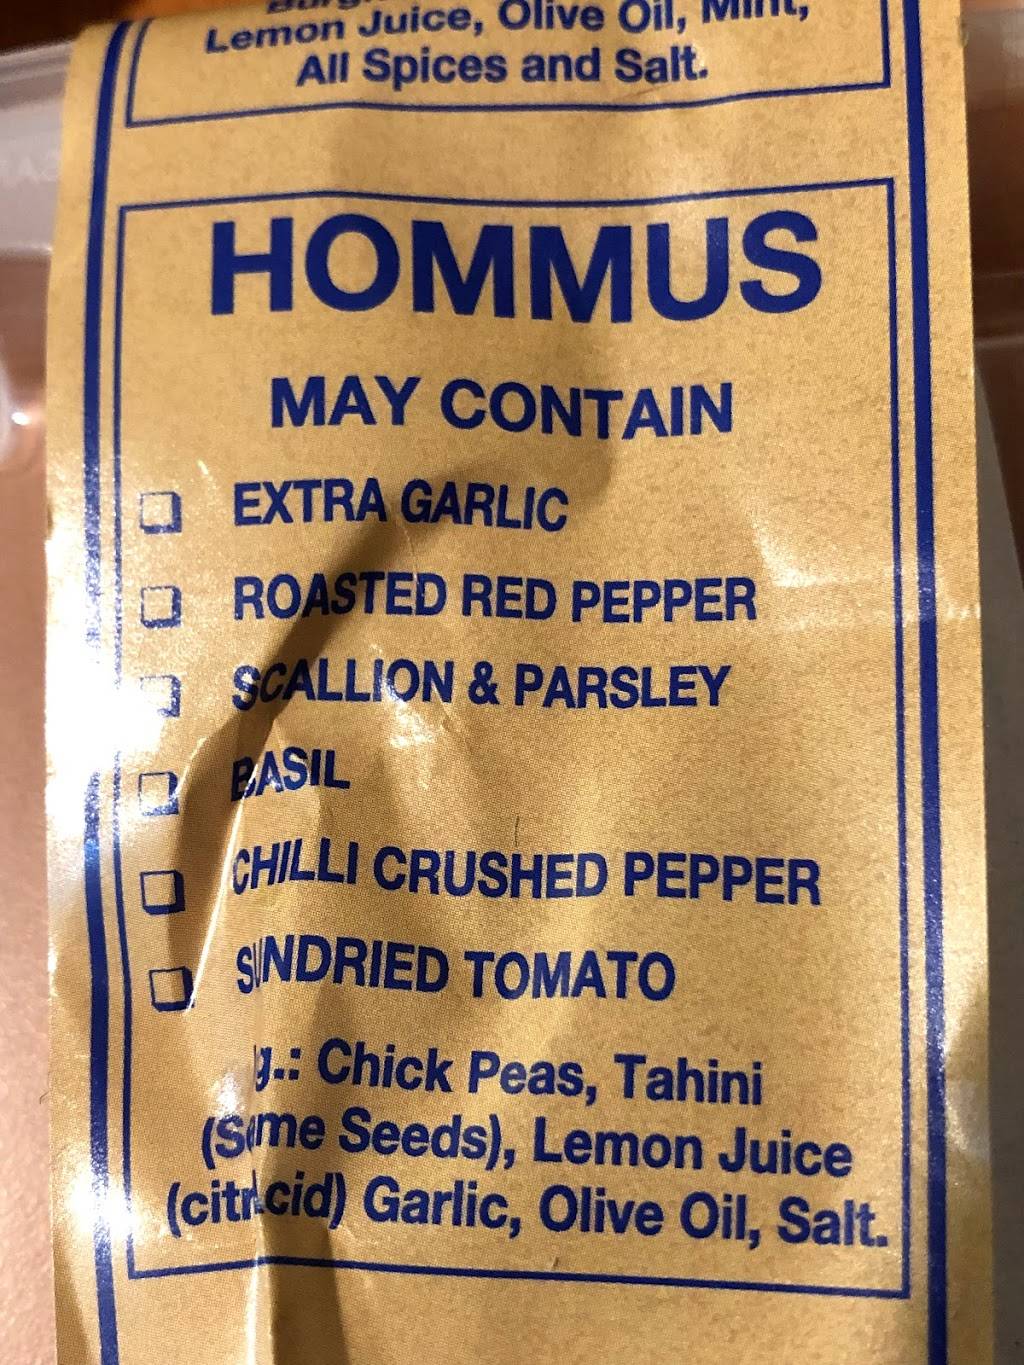 Lemon Juice, Olive Oil, Mint,
All Spices and Salt.
HOMMUS
MAY CONTAIN
EXTRA GARLIC
ROASTED RED PEPPER
SCALLION & PARSLEY
BASIL
CHILLI CRUSHED PEPPER
SUNDRIED TOMATO
Chick Peas, Tahini
Seeds), Lemon Juice
Garlic, Olive Oil, Salt.